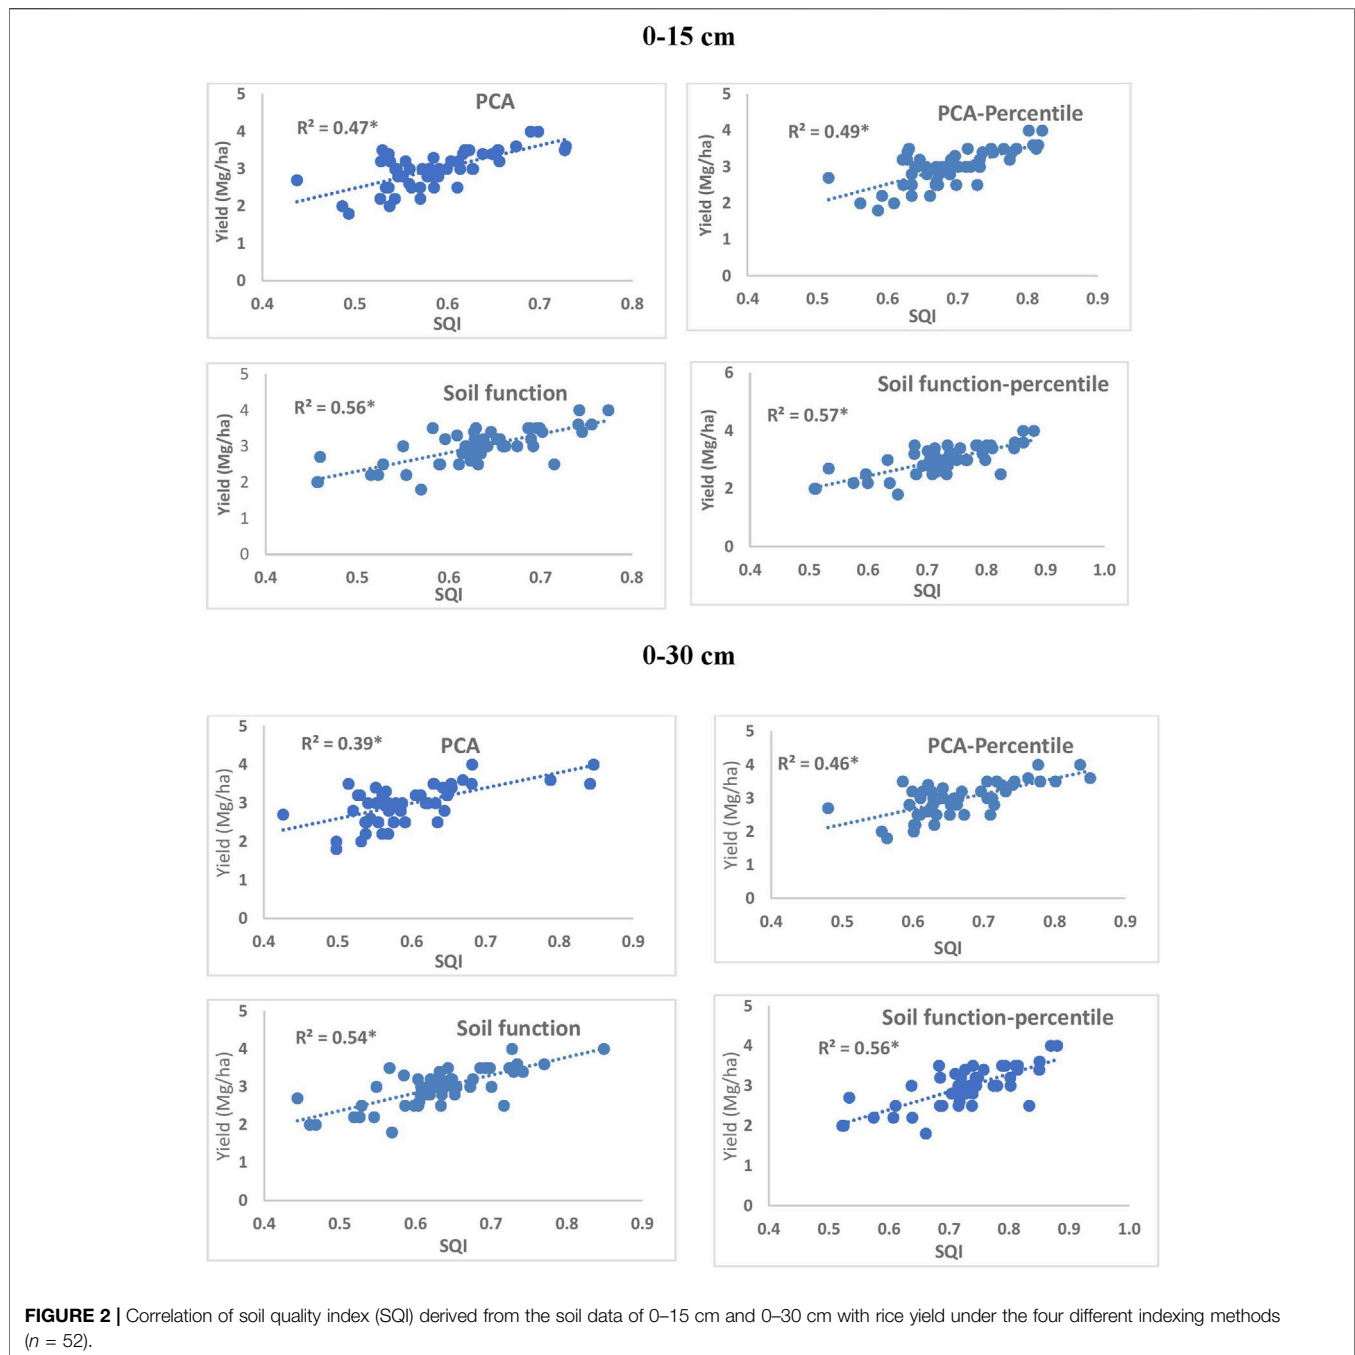 0-15 cm
PCA
R² = 0.47*
Yield (Mg/ha)
5
4
3
2
1
0
0.4 0.5 0.6 0.7 0.8
SQI
PCA-Percentile
R² = 0.49*
Yield (Mg/ha)
5
4
3
2
1
0
0.4 0.5 0.6 0.7 0.8 0.9
SQI
Soil function
R² = 0.56*
Yield (Mg/ha)
5
4
3
2
1
0
0.4 0.5 0.6 0.7 0.8
SQI
Soil function-percentile
R² = 0.57*
Yield (Mg/ha)
6
4
2
0
0.4 0.5 0.6 0.7 0.8 0.9 1.0
SQI
0-30 cm
PCA
R² = 0.39*
Yield (Mg/ha)
5
4
3
2
1
0
0.4 0.5 0.6 0.7 0.8 0.9
SQI
PCA-Percentile
R² = 0.46*
Yield (Mg/ha)
5
4
3
2
1
0
0.4 0.5 0.6 0.7 0.8 0.9
SQI
Soil function
R² = 0.54*
Yield (Mg/ha)
5
4
3
2
1
0
0.4 0.5 0.6 0.7 0.8 0.9
SQI
Soil function-percentile
R² = 0.56*
Yield (Mg/ha)
5
4
3
2
1
0
0.4 0.5 0.6 0.7 0.8 0.9 1.0
SQI
FIGURE 2 | Correlation of soil quality index (SQI) derived from the soil data of 0–15 cm and 0–30 cm with rice yield under the four different indexing methods
(n = 52).